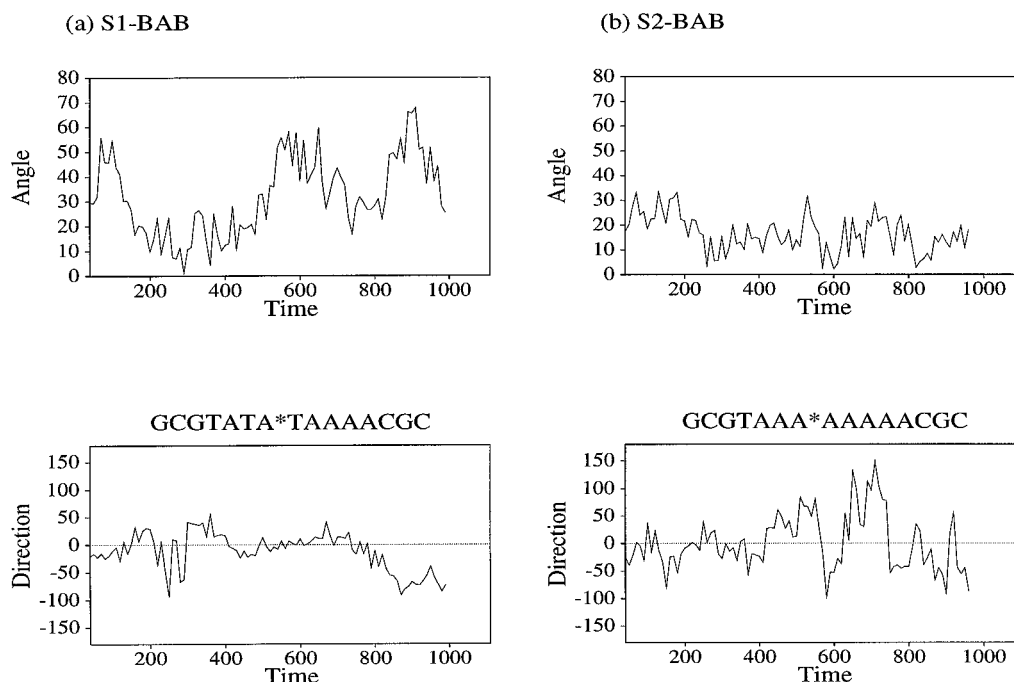 (a) S1-BAB
80
70
60
50
40
30
20
10
0
Angle
200 400 600 800 1000
Time
(b) S2-BAB
80
70
60
50
40
30
20
10
0
Angle
200 400 600 800 1000
Time
GCGTATA*TAAAACGC
150
100
50
0
-50
-100
-150
Direction
200 400 600 800 1000
Time
GCGTAAA*AAAAACGC
150
100
50
0
-50
-100
-150
Direction
200 400 600 800 1000
Time